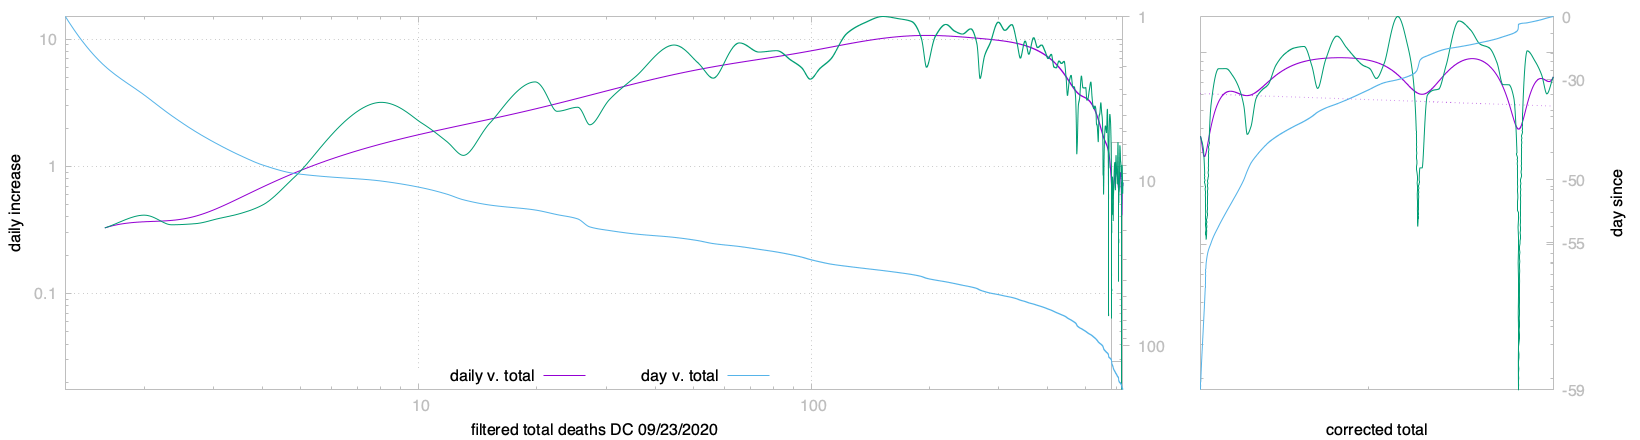 daily increase
10
1
0.1
10
100
1
10
100
daily v. total
day v. total
filtered total deaths DC 09/23/2020
0
-30
-50
-55
-59
day since
corrected total